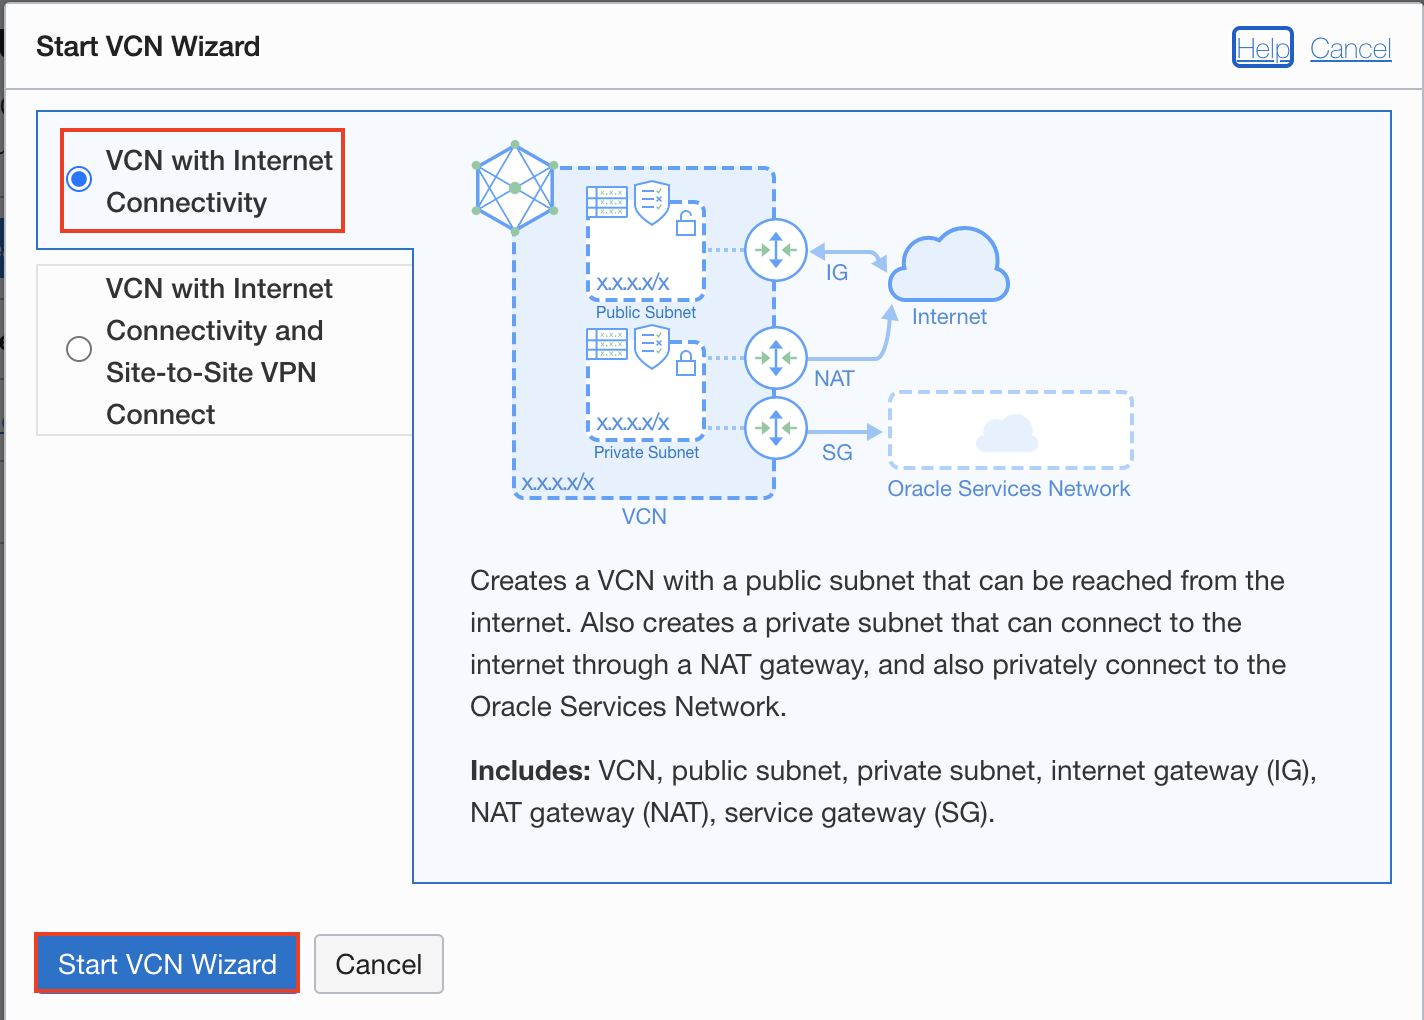 Start VCN Wizard
Help Cancel
VCN with Internet
Connectivity
VCN with Internet
Connectivity and
Site-to-Site VPN
Connect
x.x.x
x.x.x
x.x.x
x.x.x.x/x
Public Subnet
x.x.x
x.x.x
x.x.x
x.x.x.x/x
Private Subnet
x.x.x.x/x
VCN
IG
NAT
SG
Internet
Oracle Services Network
Creates a VCN with a public subnet that can be reached from the
internet. Also creates a private subnet that can connect to the
internet through a NAT gateway, and also privately connect to the
Oracle Services Network.
Includes: VCN, public subnet, private subnet, internet gateway (IG),
NAT gateway (NAT), service gateway (SG).
Start VCN Wizard
Cancel